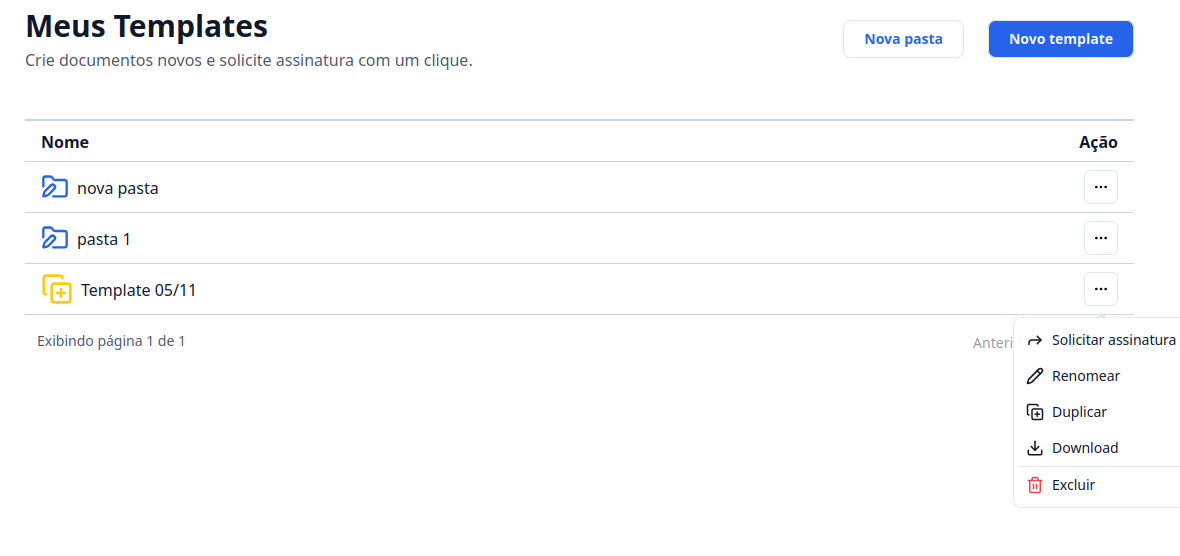 Meus Templates
Crie documentos novos e solicite assinatura com um clique.
Nova pasta
Novo template
Nome
Ação
nova pasta
pasta 1
Template 05/11
Exibindo página 1 de 1
Anteri
Solicitar assinatura
Renomear
Duplicar
Download
Excluir